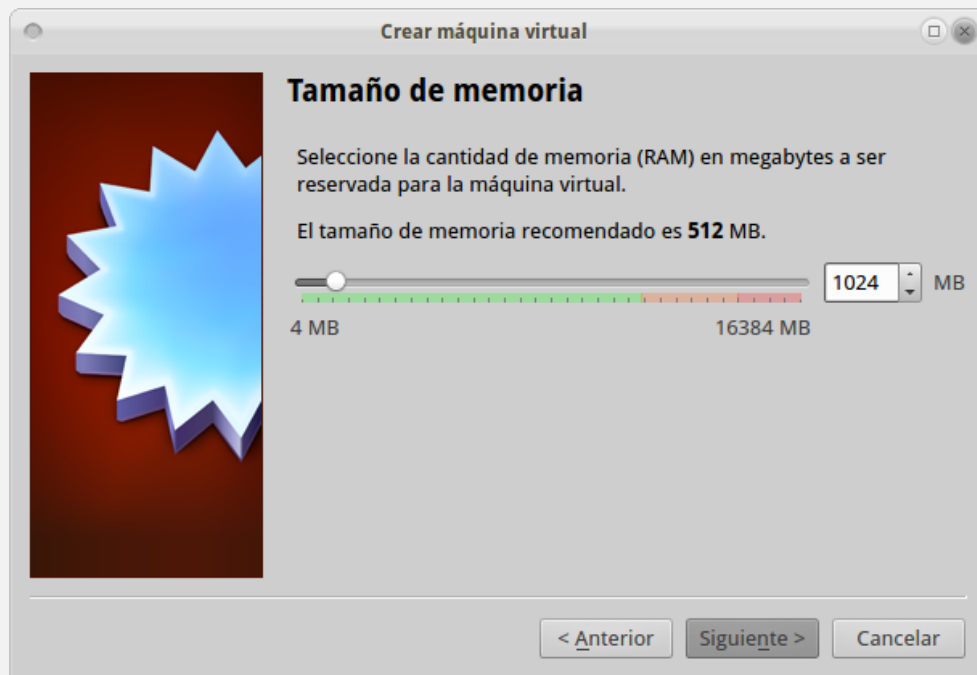 Crear máquina virtual
Tamaño de memoria
Seleccione la cantidad de memoria (RAM) en megabytes a ser
reservada para la máquina virtual.
El tamaño de memoria recomendado es 512 MB.
1024 MB
4 MB 16384 MB
< Anterior Siguiente > Cancelar